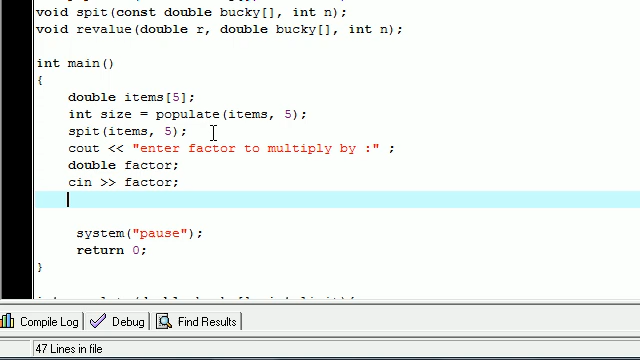 void spit(const double bucky[], int n);
void revalue(double r, double bucky[], int n);
int main()
{
double items[5];
int size = populate(items, 5);
spit(items, 5);
cout << "enter factor to multiply by :" ;
double factor;
cin >> factor;
system("pause");
return 0;
}
Compile Log Debug Find Results
47 Lines in file